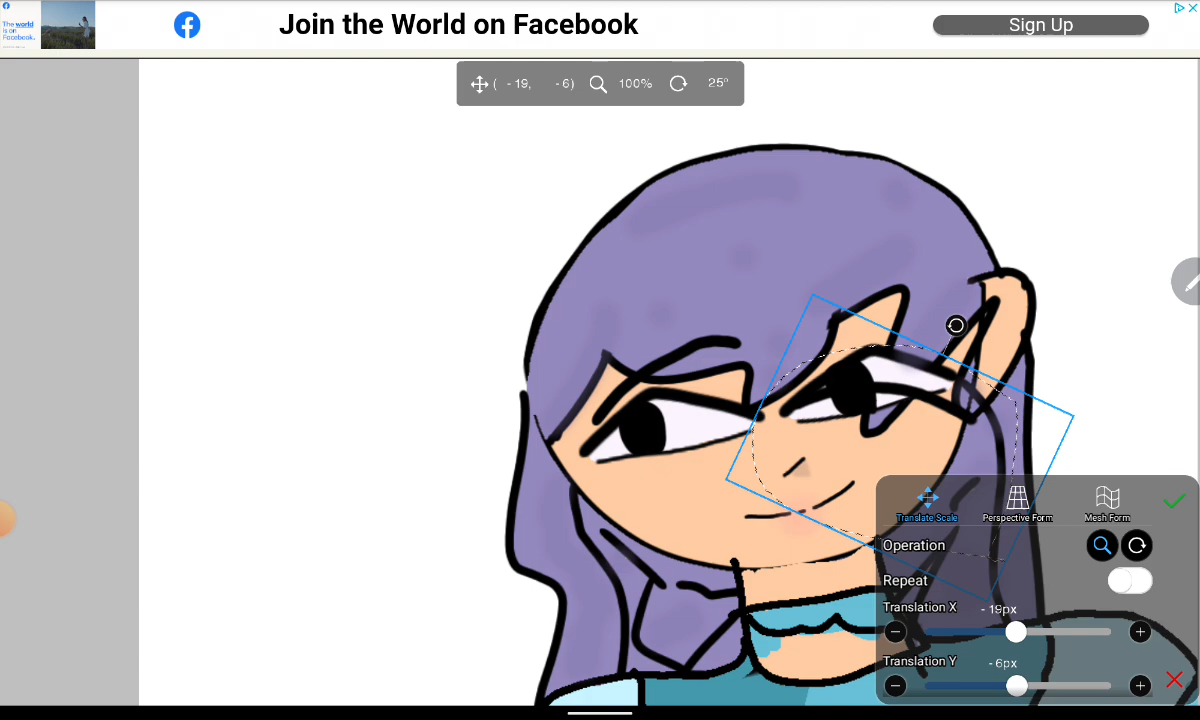 The world
is on
Facebook.
Join the World on Facebook
Sign Up
( - 19, - 6) 100% 25°
Translate Scale Perspective Form Mesh Form
Operation
Repeat
Translation X - 19px
Translation Y - 6px